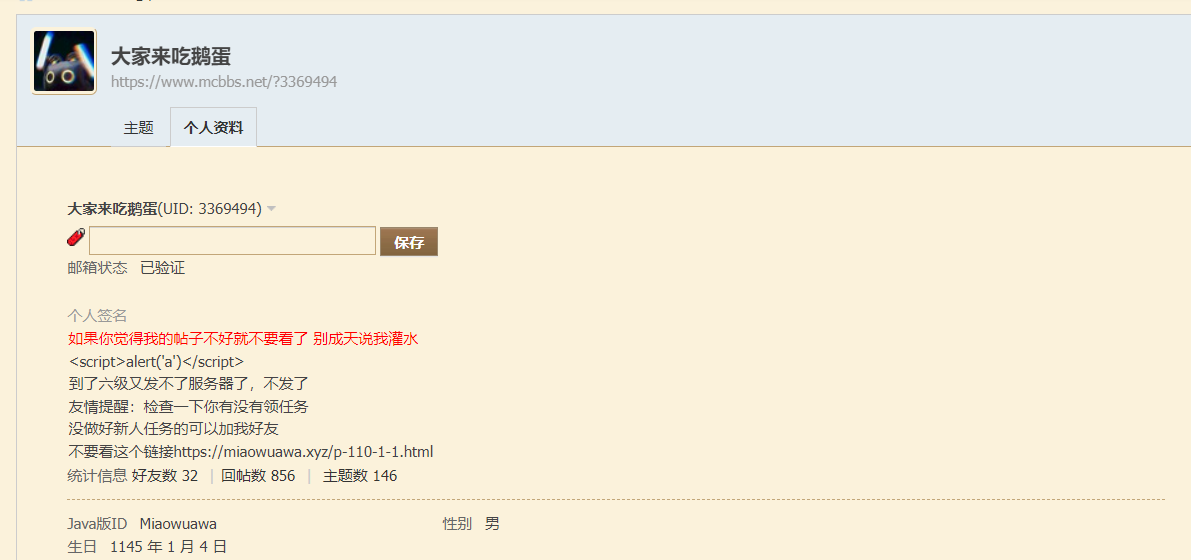 大家来吃鹅蛋
https://www.mcbbs.net/?3369494
主题 个人资料
大家来吃鹅蛋(UID: 3369494)
保存
邮箱状态 已验证
个人签名
如果你觉得我的帖子不好就不要看了 别成天说我灌水
<script>alert('a')</script>
到了六级又发不了服务器了，不发了
友情提醒：检查一下你有没有领任务
没做好新人任务的可以加我好友
不要看这个链接https://miaowuawa.xyz/p-110-1-1.html
统计信息 好友数 32 | 回帖数 856 | 主题数 146
Java版ID Miaowuawa 性别 男
生日 1145 年 1 月 4 日